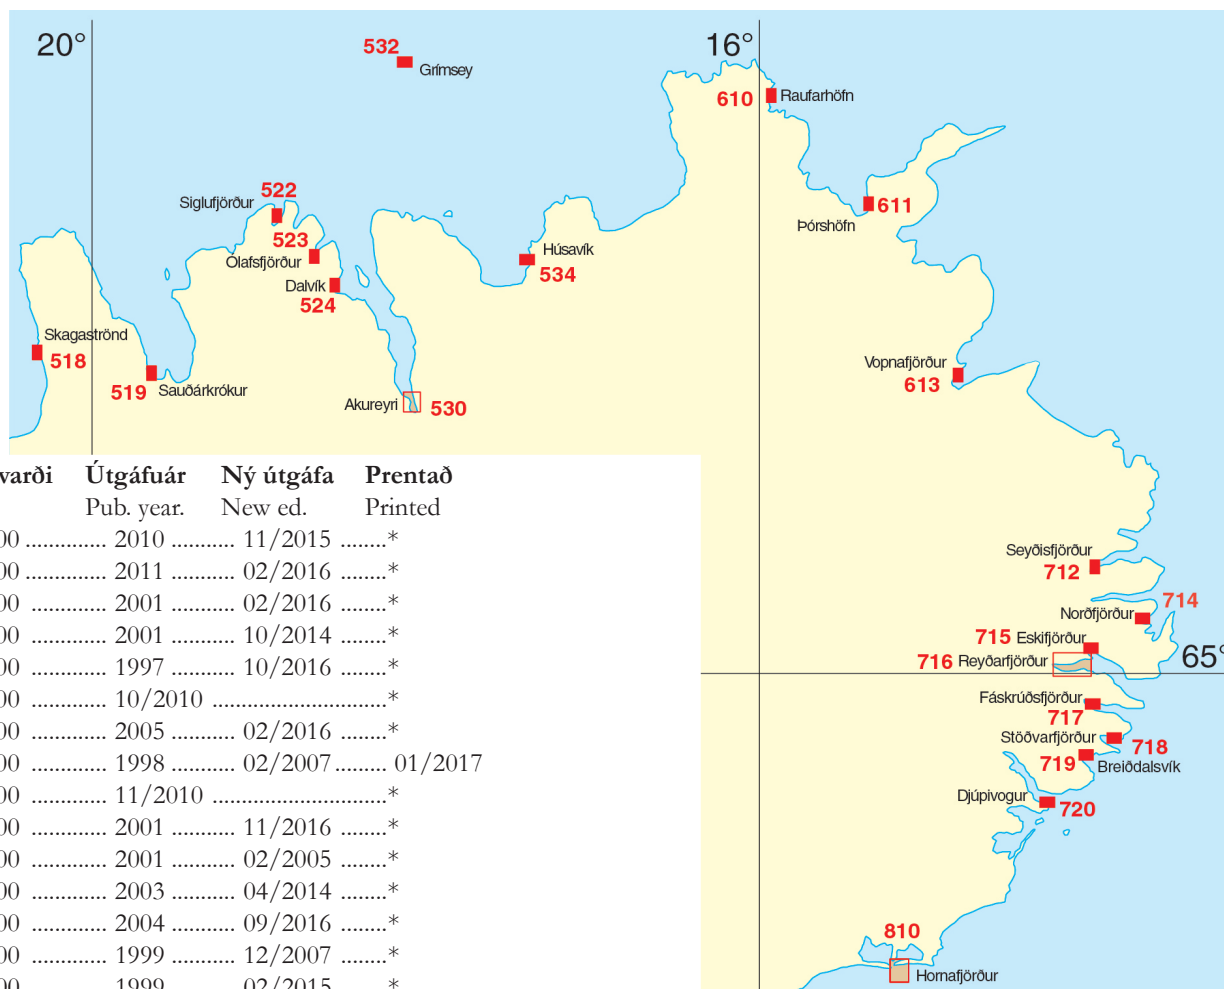 20°
16°
532
Grímsey
610
Raufarhöfn
522
Siglufjörður
611
Þórshöfn
523
Ólafsfjörður
Húsavík
534
Dalvík
524
Skagaströnd
518
Vopnafjörður
613
519
Sauðárkrókur
Akureyri
530
varði Útgáfuár Ný útgáfa Prentað
Pub. year. New ed. Printed
00 .............. 2010 ........... 11/2015 ........*
00 .............. 2011 ........... 02/2016 ........*
00 ............. 2001 ........... 02/2016 ........*
00 ............. 2001 ........... 10/2014 ........*
00 ............. 1997 ........... 10/2016 ........*
00 ............. 10/2010 ..............................*
00 ............. 2005 ........... 02/2016 ........*
00 ............. 1998 ........... 02/2007......... 01/2017
00 ............. 11/2010 ..............................*
00 ............. 2001 ........... 11/2016 ........*
00 ............. 2001 ........... 02/2005 ........*
00 ............. 2003 ........... 04/2014 ........*
00 ............. 2004 ........... 09/2016 ........*
00 ............. 1999 ........... 12/2007 ........*
00 ............. 1999 ........... 02/2015 ........*
Seyðisfjörður
712
714
Norðfjörður
715 Eskifjörður
716 Reyðarfjörður
65°
Fáskrúðsfjörður
717
Stöðvarfjörður
718
719
Breiðdalsvík
Djúpivogur
720
810
Hornafjörður